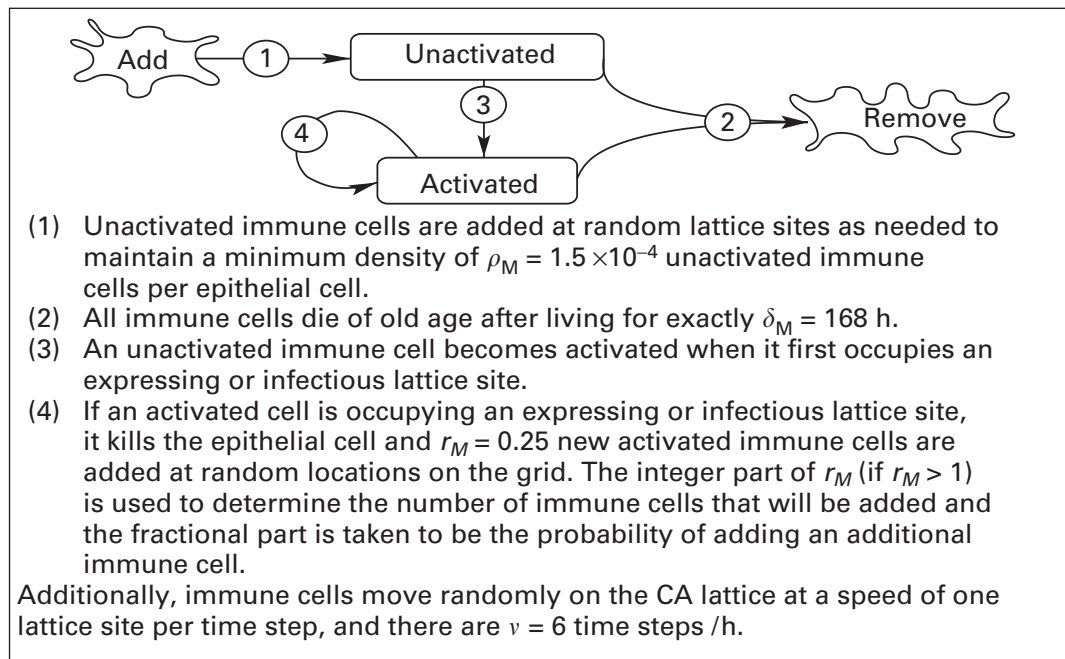 Add
1
Unactivated
3
4
2
Remove
Activated
(1) Unactivated immune cells are added at random lattice sites as needed to
maintain a minimum density of ρM = 1.5 ×10–4 unactivated immune
cells per epithelial cell.
(2) All immune cells die of old age after living for exactly δM = 168 h.
(3) An unactivated immune cell becomes activated when it first occupies an
expressing or infectious lattice site.
(4) If an activated cell is occupying an expressing or infectious lattice site,
it kills the epithelial cell and rM = 0.25 new activated immune cells are
added at random locations on the grid. The integer part of rM (if rM > 1)
is used to determine the number of immune cells that will be added and
the fractional part is taken to be the probability of adding an additional
immune cell.
Additionally, immune cells move randomly on the CA lattice at a speed of one
lattice site per time step, and there are ν = 6 time steps /h.